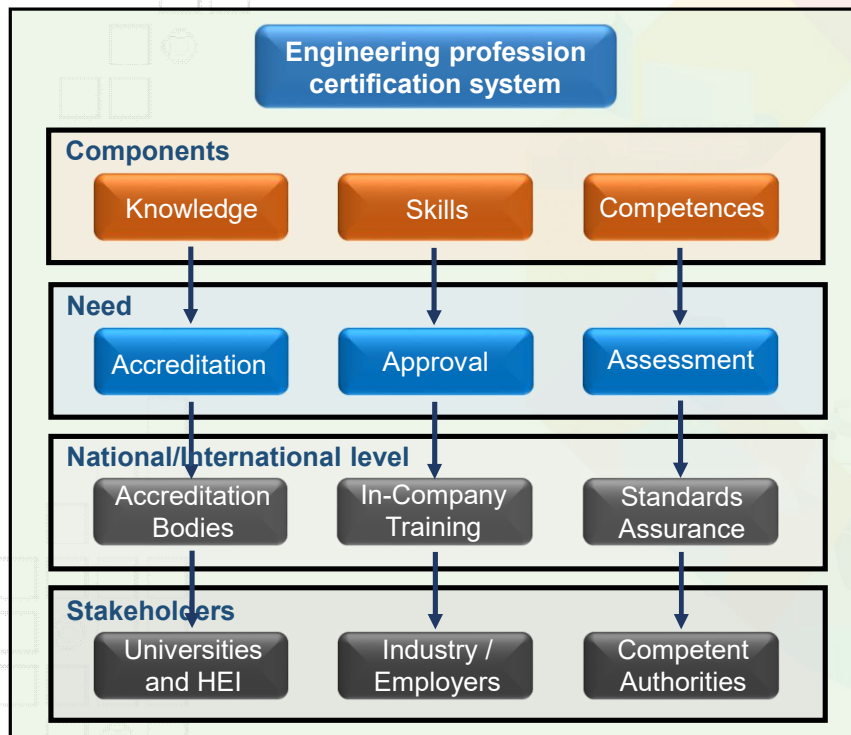 Engineering profession
certification system
Components
Knowledge
Skills
Competences
Need
Accreditation
Approval
Assessment
National/International level
Accreditation
Bodies
In-Company
Training
Standards
Assurance
Stakeholders
Universities
and HEI
Industry /
Employers
Competent
Authorities